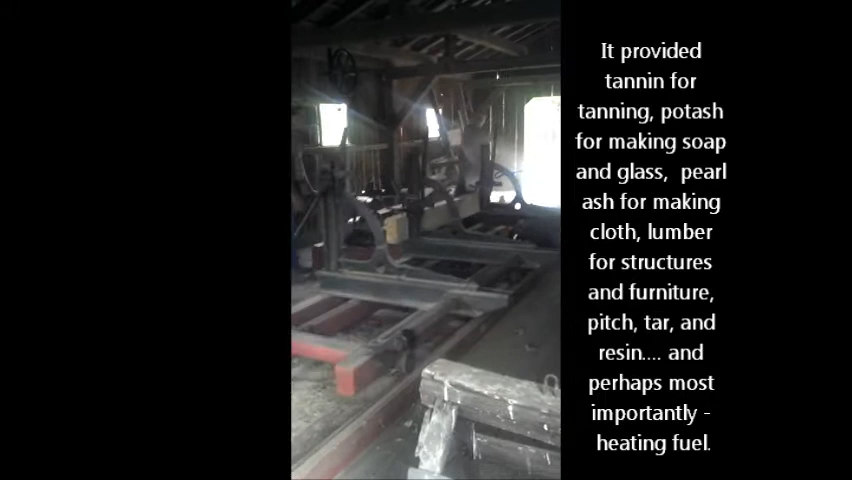 It provided
tannin for
tanning, potash
for making soap
and glass,  pearl
ash for making
cloth, lumber
for structures
and furniture,
pitch, tar, and
resin.... and
perhaps most
importantly -
heating fuel.